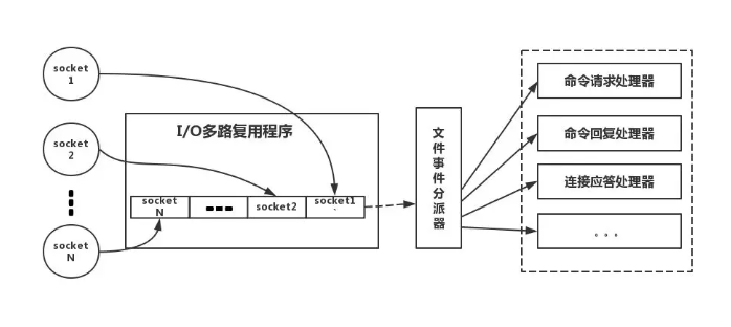 socket
1
socket
2
socket
N
I/O多路复用程序
socket
N
socket2
socket1
文件事件分派器
命令请求处理器
命令回复处理器
连接应答处理器
。。。